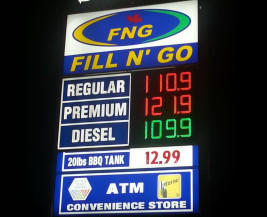 FNG
FILL N' GO
REGULAR 110.9
PREMIUM 121.9
DIESEL 109.9
20lbs BBQ TANK 12.99
ATM
CONVENIENCE STORE